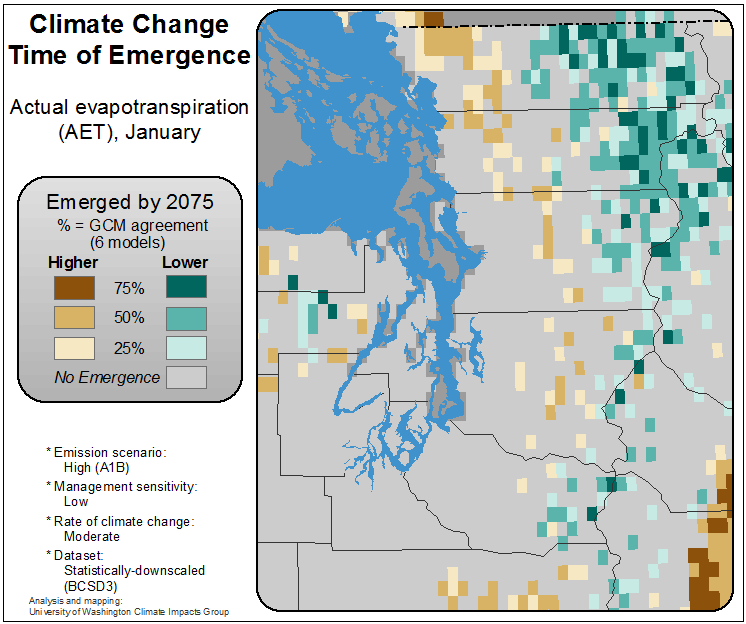 Climate Change
Time of Emergence
Actual evapotranspiration
(AET), January
Emerged by 2075
% = GCM agreement
(6 models)
Higher Lower
75%
50%
25%
No Emergence
* Emission scenario:
High (A1B)
* Management sensitivity:
Low
* Rate of climate change:
Moderate
* Dataset:
Statistically-downscaled
(BCSD3)
Analysis and mapping:
University of Washington Climate Impacts Group